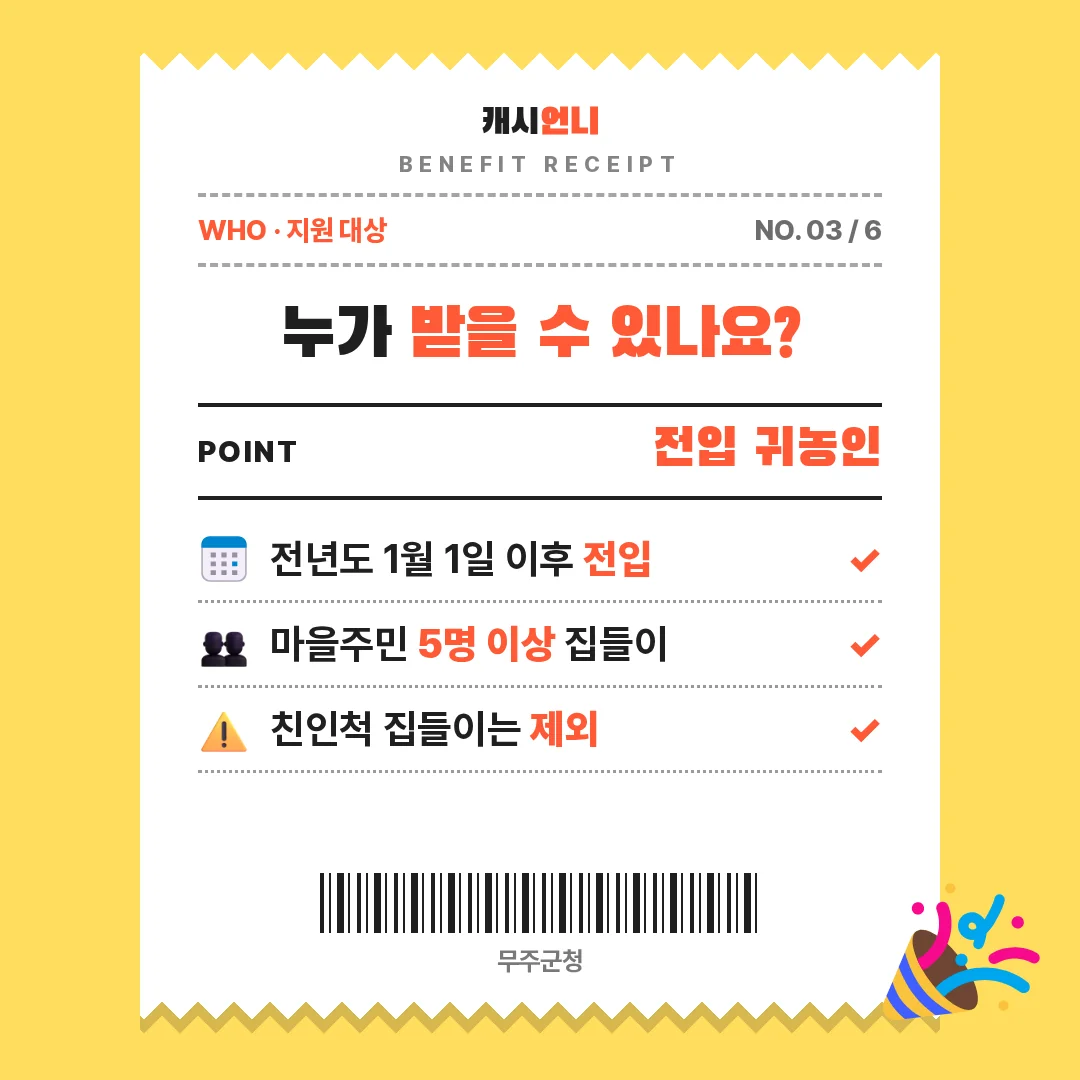 캐시언니
BENEFIT RECEIPT
WHO · 지원 대상
NO. 03 / 6
누가 받을 수 있나요?
POINT
전입 귀농인
전년도 1월 1일 이후 전입
마을주민 5명 이상 집들이
친인척 집들이는 제외
무주군청